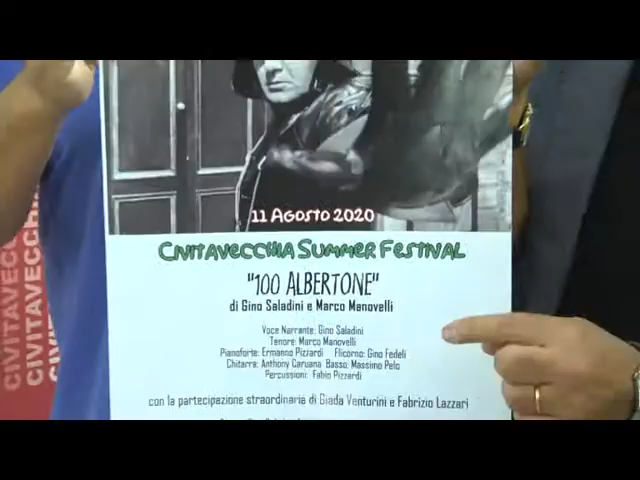 11 AGOSTO 2020
CIVITAVECCHIA SUMMER FESTIVAL
"100 ALBERTONE"
di Gino Saladini e Marco Manovelli
Voce Narrante: Gino Saladini
Tenore: Marco Manovelli
Pianoforte: Ermanno Pizzardi Flicorno: Gino Fedeli
Chitarra: Anthony Caruana Basso: Massimo Pelo
Percussioni: Fabio Pizzardi
con la partecipazione straordinaria di Giada Venturini e Fabrizio Lazzari
CIVITAVECCHIA
CIVITAVECCHIA